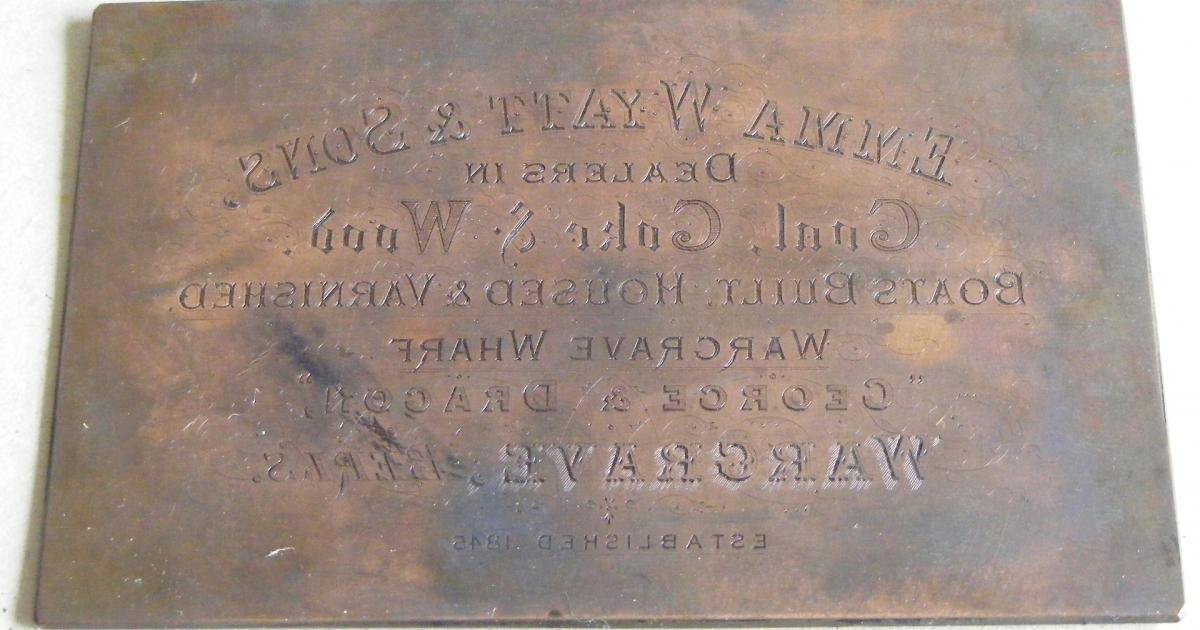 EMMA WYATT & SONS,
DEALERS IN
Coal, Coke & Wood.
BOATS BUILT, HOUSED & VARNISHED.
WARGRAVE WHARF
"GEORGE & DRAGON",
WARGRAVE, BERKS.
ESTABLISHED 1845